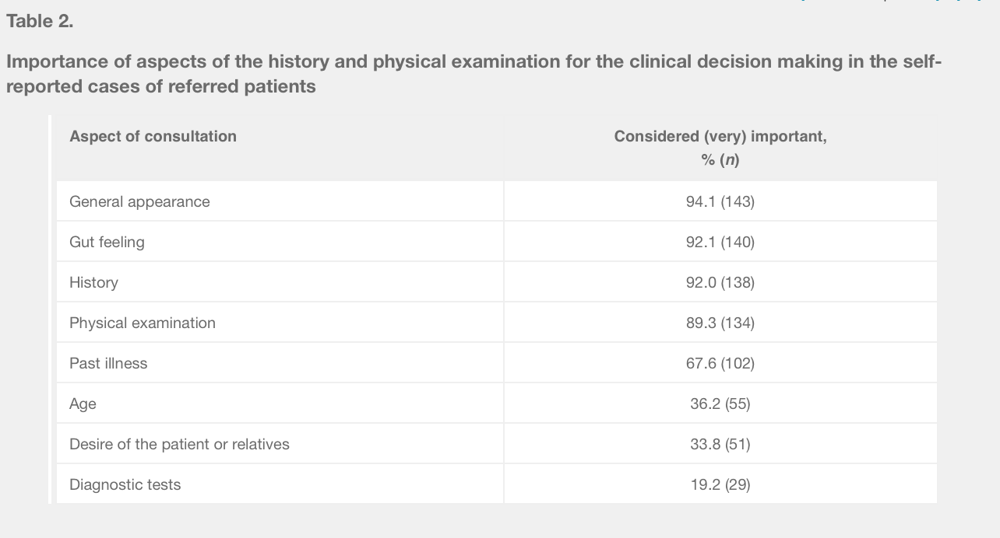 Table 2.
Importance of aspects of the history and physical examination for the clinical decision making in the self-
reported cases of referred patients
Aspect of consultation
Considered (very) important,
% (n)
General appearance 94.1 (143)
Gut feeling 92.1 (140)
History 92.0 (138)
Physical examination 89.3 (134)
Past illness 67.6 (102)
Age 36.2 (55)
Desire of the patient or relatives 33.8 (51)
Diagnostic tests 19.2 (29)